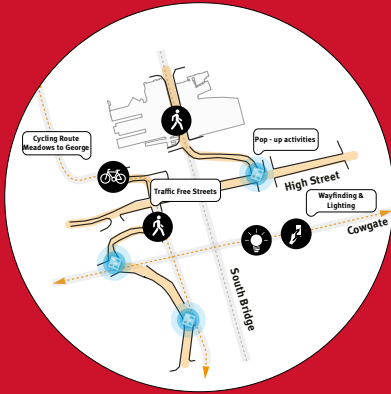 Cycling Route
Meadows to George
Pop - up activities
High Street
Traffic Free Streets
Wayfinding &
Lighting
Cowgate
South Bridge